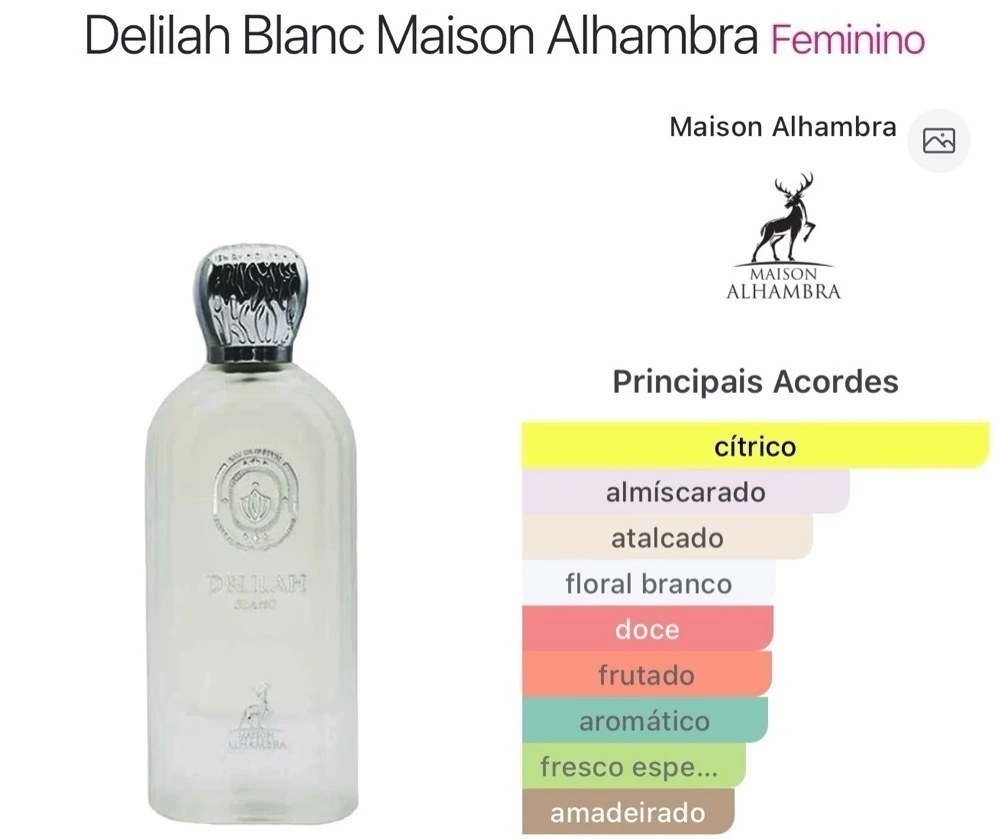 Delilah Blanc Maison Alhambra Feminino
Maison Alhambra
MAISON
ALHAMBRA
Principais Acordes
cítrico
almíscarado
atalcado
floral branco
doce
frutado
aromático
fresco espe...
amadeirado
DELILAH
BLANC
MAISON
ALHAMBRA